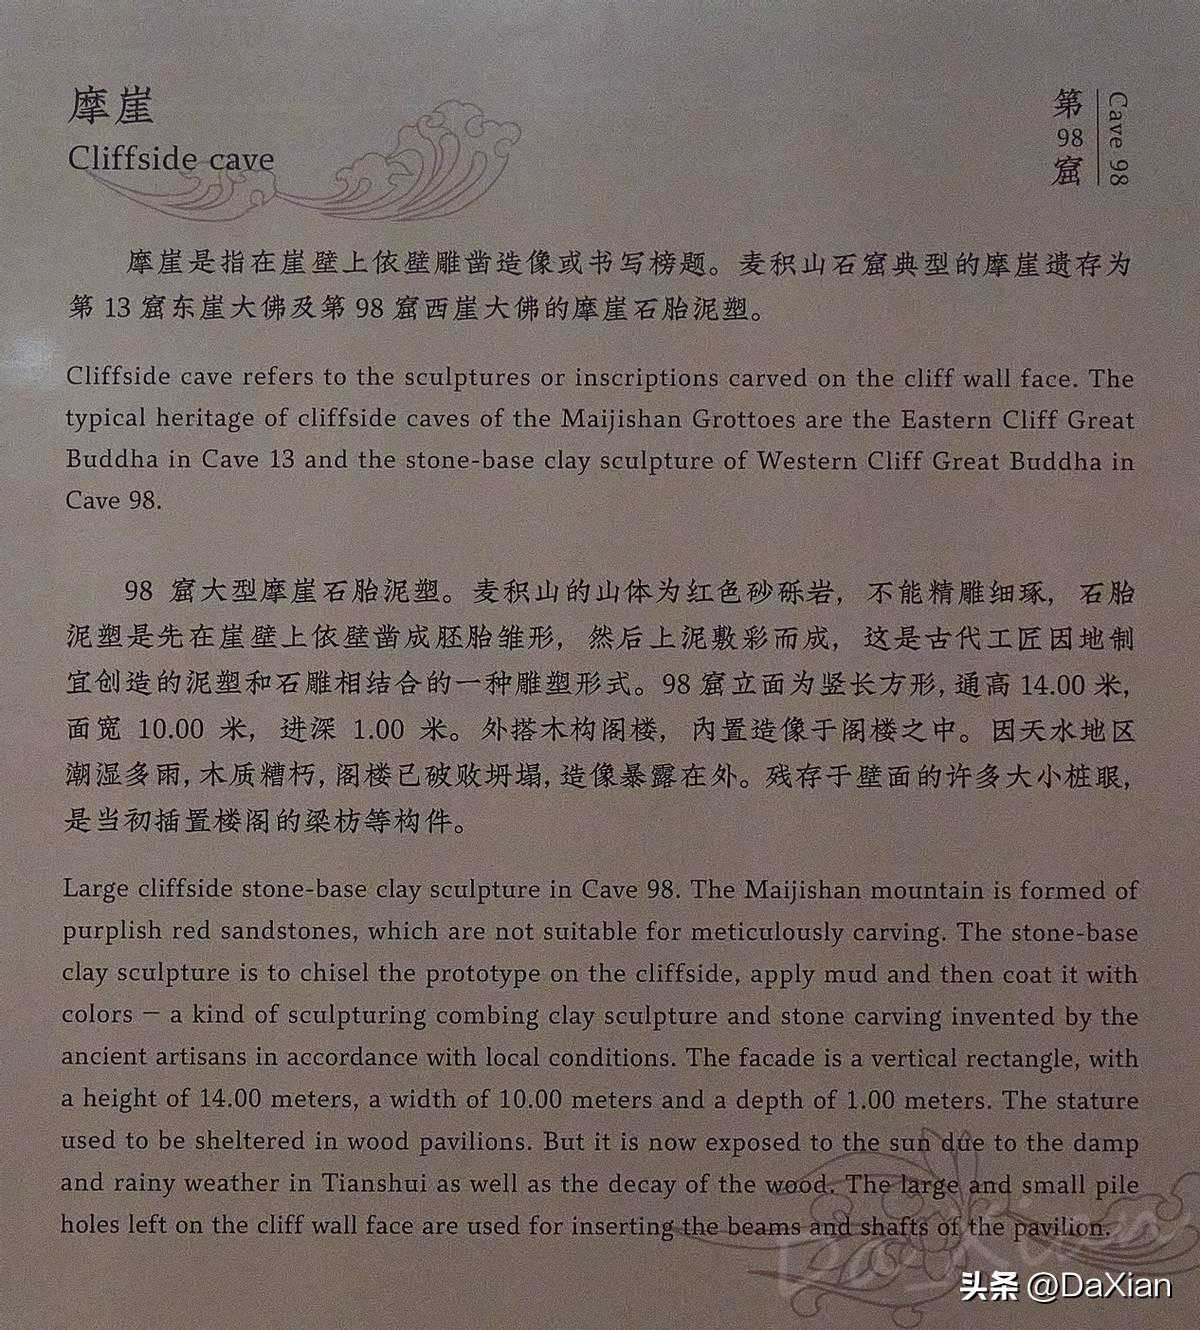 摩崖
Cliffside cave
第98窟
Cave 98
摩崖是指在崖壁上依壁雕凿造像或书写榜题。麦积山石窟典型的摩崖遗存为
第 13 窟东崖大佛及第 98 窟西崖大佛的摩崖石胎泥塑。
Cliffside cave refers to the sculptures or inscriptions carved on the cliff wall face. The
typical heritage of cliffside caves of the Maijishan Grottoes are the Eastern Cliff Great
Buddha in Cave 13 and the stone-base clay sculpture of Western Cliff Great Buddha in
Cave 98.
98 窟大型摩崖石胎泥塑。麦积山的山体为红色砂砾岩，不能精雕细琢，石胎
泥塑是先在崖壁上依壁凿成胚胎雏形，然后上泥敷彩而成，这是古代工匠因地制
宜创造的泥塑和石雕相结合的一种雕塑形式。98 窟立面为竖长方形，通高 14.00 米，
面宽 10.00 米，进深 1.00 米。外搭木构阁楼，内置造像于阁楼之中。因天水地区
潮湿多雨，木质糟朽，阁楼已破败坍塌，造像暴露在外。残存于壁面的许多大小桩眼，
是当初插置楼阁的梁枋等构件。
Large cliffside stone-base clay sculpture in Cave 98. The Maijishan mountain is formed of
purplish red sandstones, which are not suitable for meticulously carving. The stone-base
clay sculpture is to chisel the prototype on the cliffside, apply mud and then coat it with
colors – a kind of sculpturing combing clay sculpture and stone carving invented by the
ancient artisans in accordance with local conditions. The facade is a vertical rectangle, with
a height of 14.00 meters, a width of 10.00 meters and a depth of 1.00 meters. The stature
used to be sheltered in wood pavilions. But it is now exposed to the sun due to the damp
and rainy weather in Tianshui as well as the decay of the wood. The large and small pile
holes left on the cliff wall face are used for inserting the beams and shafts of the pavilion.
头条 @DaXian